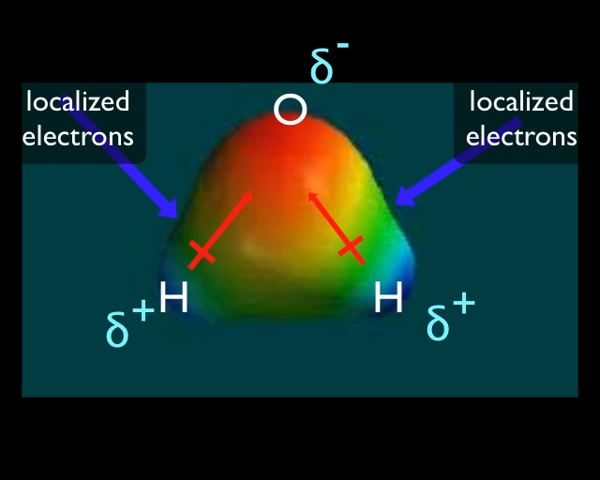 δ-
O
localized
electrons
localized
electrons
H
H
δ+
δ+